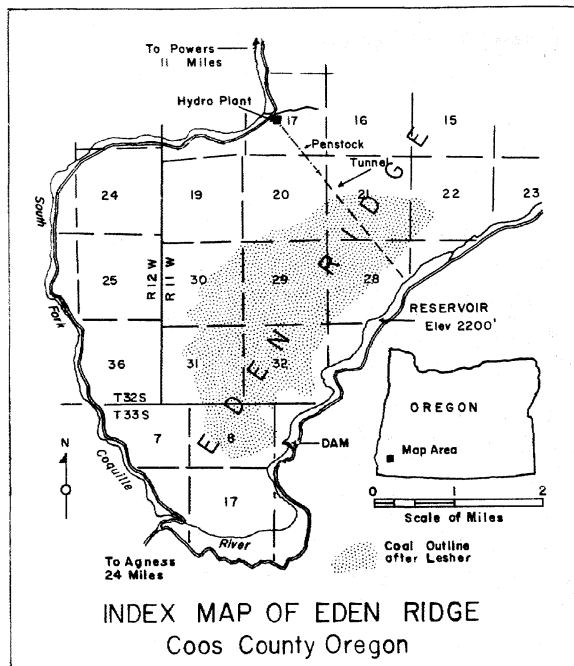 To Powers
11 Miles
Hydro Plant
17
16
15
Penstock
Tunnel
24
19
20
21
22
23
South
Fork
R12W
R11W
25
30
29
28
EDEN RIDGE
RESERVOIR
Elev 2200'
36
31
32
T32S
T33S
7
8
DAM
OREGON
Map Area
N
Coquille
17
River
0 1 2
Scale of Miles
To Agness
24 Miles
Coal Outline
after Lesher
INDEX MAP OF EDEN RIDGE
Coos County Oregon